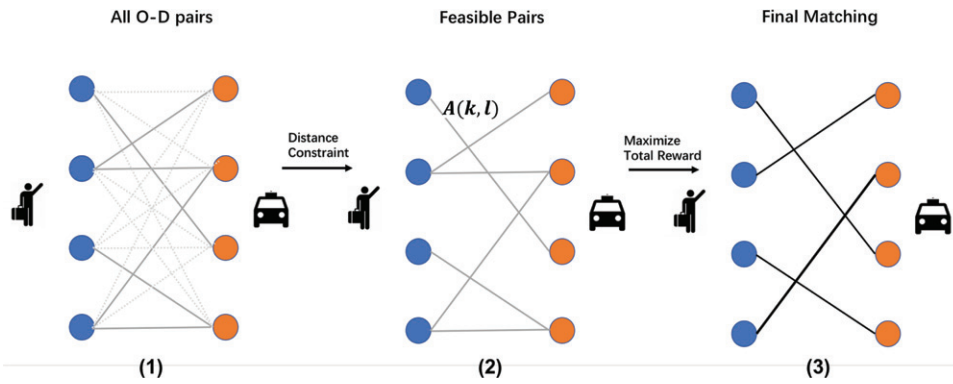 All O-D pairs
Feasible Pairs
Final Matching
A(k, l)
Distance
Constraint
Maximize
Total Reward
(1)
(2)
(3)